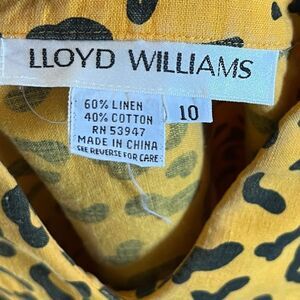 LLOYD WILLIAMS
60% LINEN
40% COTTON
RN 53947
MADE IN CHINA
SEE REVERSE FOR CARE
10